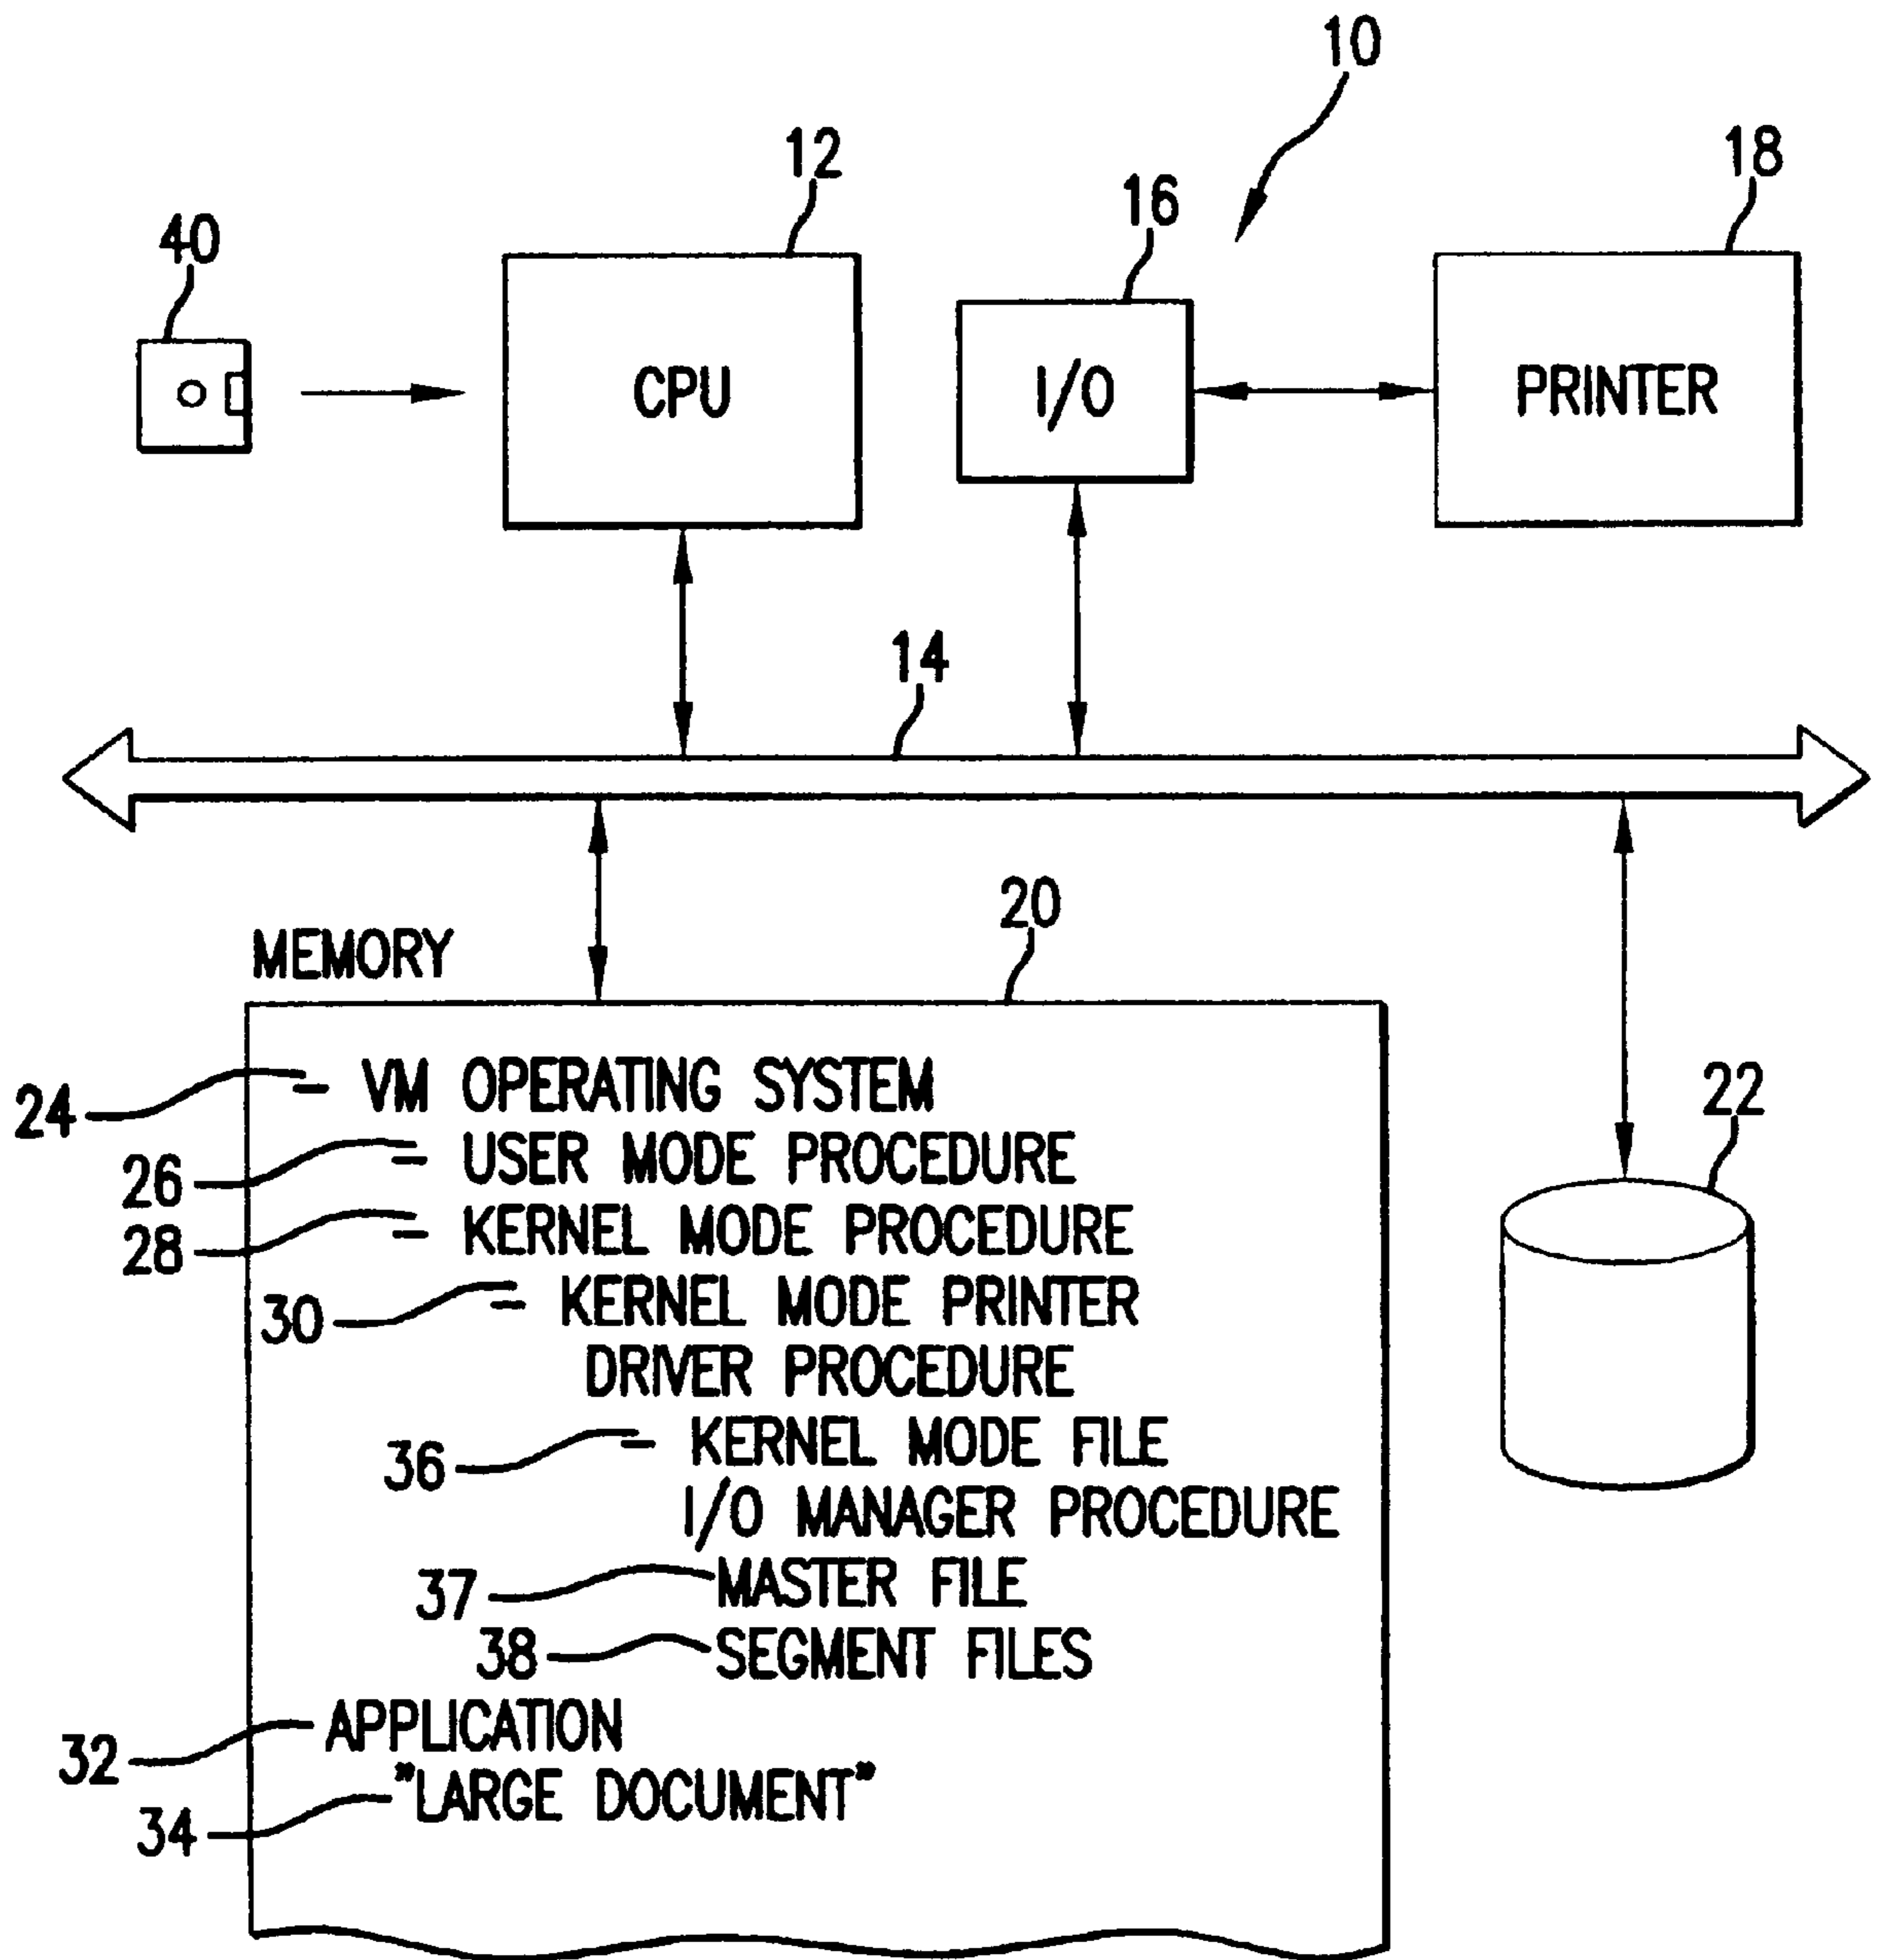 10
12
18
16
40
CPU
I/O
PRINTER
14
20
MEMORY
24
VM OPERATING SYSTEM
22
26
USER MODE PROCEDURE
28
KERNEL MODE PROCEDURE
30
KERNEL MODE PRINTER
DRIVER PROCEDURE
36
KERNEL MODE FILE
I/O MANAGER PROCEDURE
37
MASTER FILE
38
SEGMENT FILES
32
APPLICATION
34
"LARGE DOCUMENT"